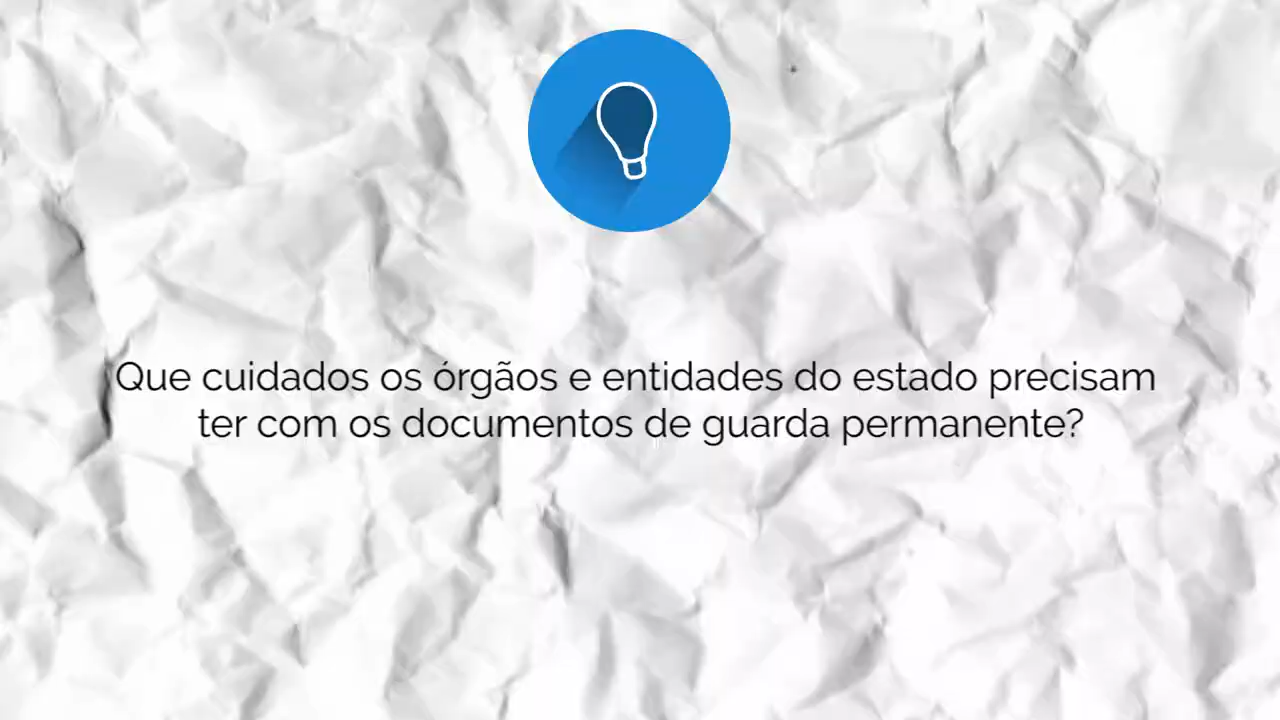 Que cuidados os órgãos e entidades do estado precisam
ter com os documentos de guarda permanente?